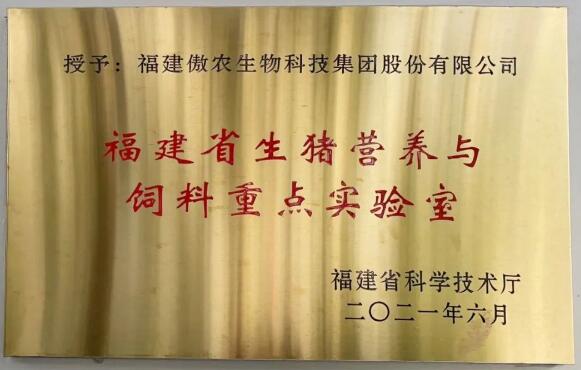 授予：福建傲农生物科技集团股份有限公司
福建省生猪营养与
饲料重点实验室
福建省科学技术厅
二〇二一年六月